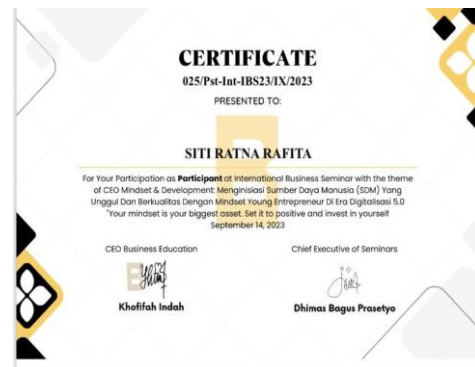 CERTIFICATE
025/Pst-Int-IBS23/IX/2023
PRESENTED TO:
SITI RATNA RAFITA
For Your Participation as Participant at International Business Seminar with the theme
of CEO Mindset & Development: Menginisiasi Sumber Daya Manusia (SDM) Yang
Unggul Dan Berkualitas Dengan Mindset Young Entrepreneur Di Era Digitalisasi 5.0
"Your mindset is your biggest asset. Set it to positive and invest in yourself
September 14, 2023
CEO Business Education Chief Executive of Seminars
Khofifah Indah Dhimas Bagus Prasetyo